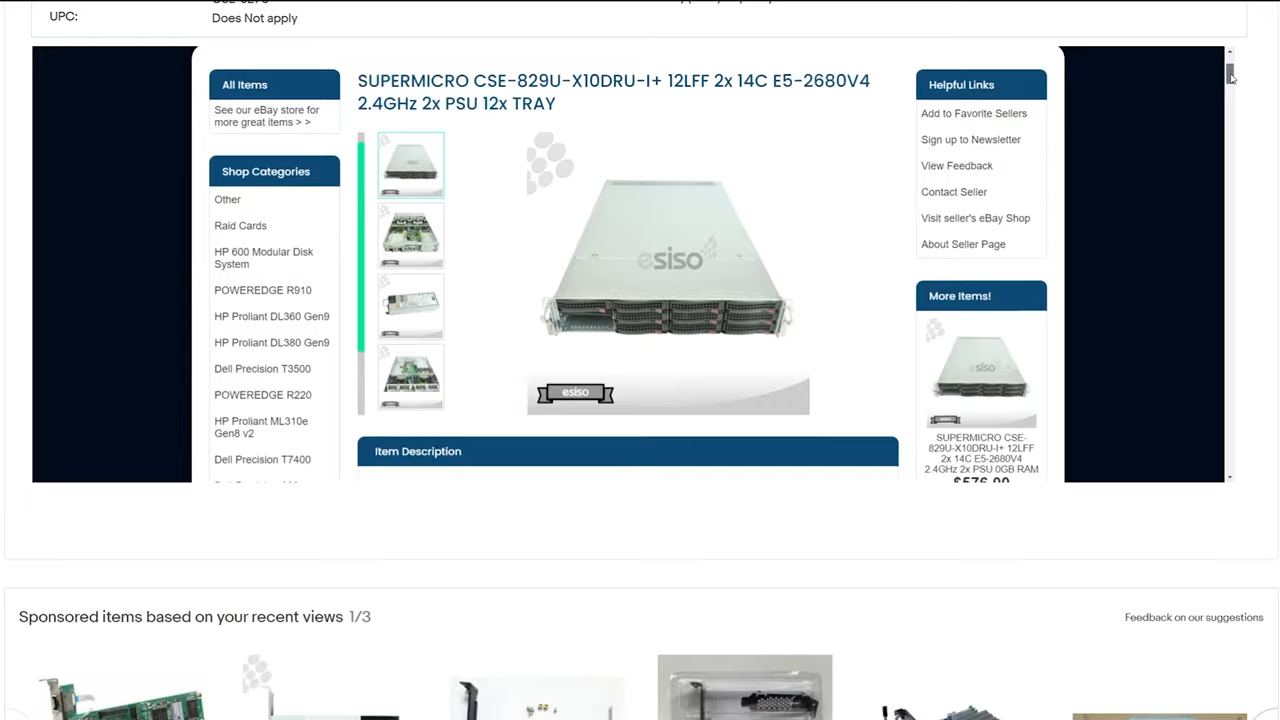 UPC:
Does Not apply
All Items
See our eBay store for
more great items > >
Shop Categories
Other
Raid Cards
HP 600 Modular Disk
System
POWEREDGE R910
HP Proliant DL360 Gen9
HP Proliant DL380 Gen9
Dell Precision T3500
POWEREDGE R220
HP Proliant ML310e
Gen8 v2
Dell Precision T7400
SUPERMICRO CSE-829U-X10DRU-I+ 12LFF 2x 14C E5-2680V4
2.4GHz 2x PSU 12x TRAY
esiso
esiso
Item Description
Helpful Links
Add to Favorite Sellers
Sign up to Newsletter
View Feedback
Contact Seller
Visit seller's eBay Shop
About Seller Page
More Items!
esiso
SUPERMICRO CSE-
829U-X10DRU-I+ 12LFF
2x 14C E5-2680V4
2.4GHz 2x PSU 0GB RAM
$576.00
Sponsored items based on your recent views 1/3
Feedback on our suggestions